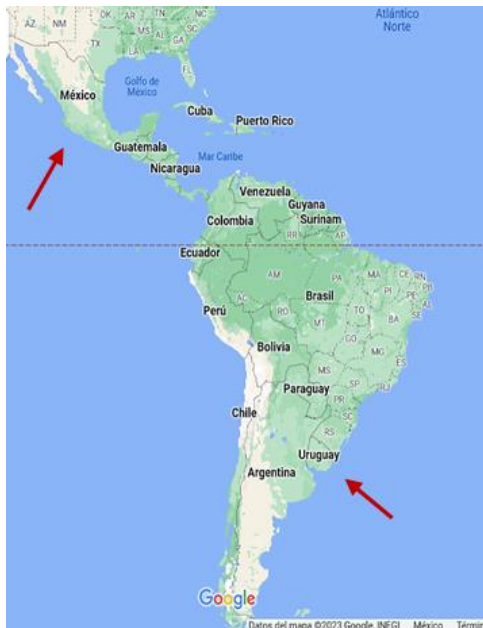 Atlántico
Norte
OK
TN
NC
AZ
NM
AR
SC
TX
MS
AL
GA
LA
FL
Golfo de
México
México
Cuba
Puerto Rico
Guatemala
Mar Caribe
Nicaragua
Venezuela
Guyana
Colombia
Surinam
RR
AP
Ecuador
AM
PA
MA
CE
RN
PB
PI
PE
AL
AC
Brasil
TO
SE
Perú
RO
BA
MT
GO
Bolivia
MG
ES
MS
SP
RJ
Paraguay
PR
SC
Chile
RS
Uruguay
Argentina
Google
Datos del mapa ©2023 Google, INEGI
México
Térmi